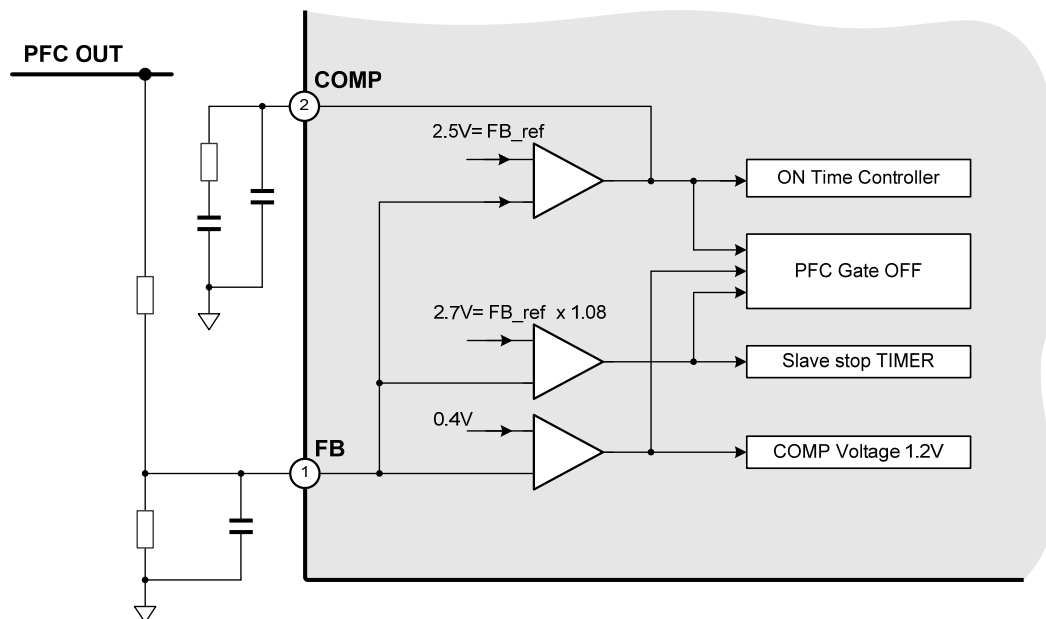 PFC OUT
COMP
2
2.5V= FB_ref
ON Time Controller
PFC Gate OFF
2.7V= FB_ref x 1.08
Slave stop TIMER
0.4V
FB
1
COMP Voltage 1.2V